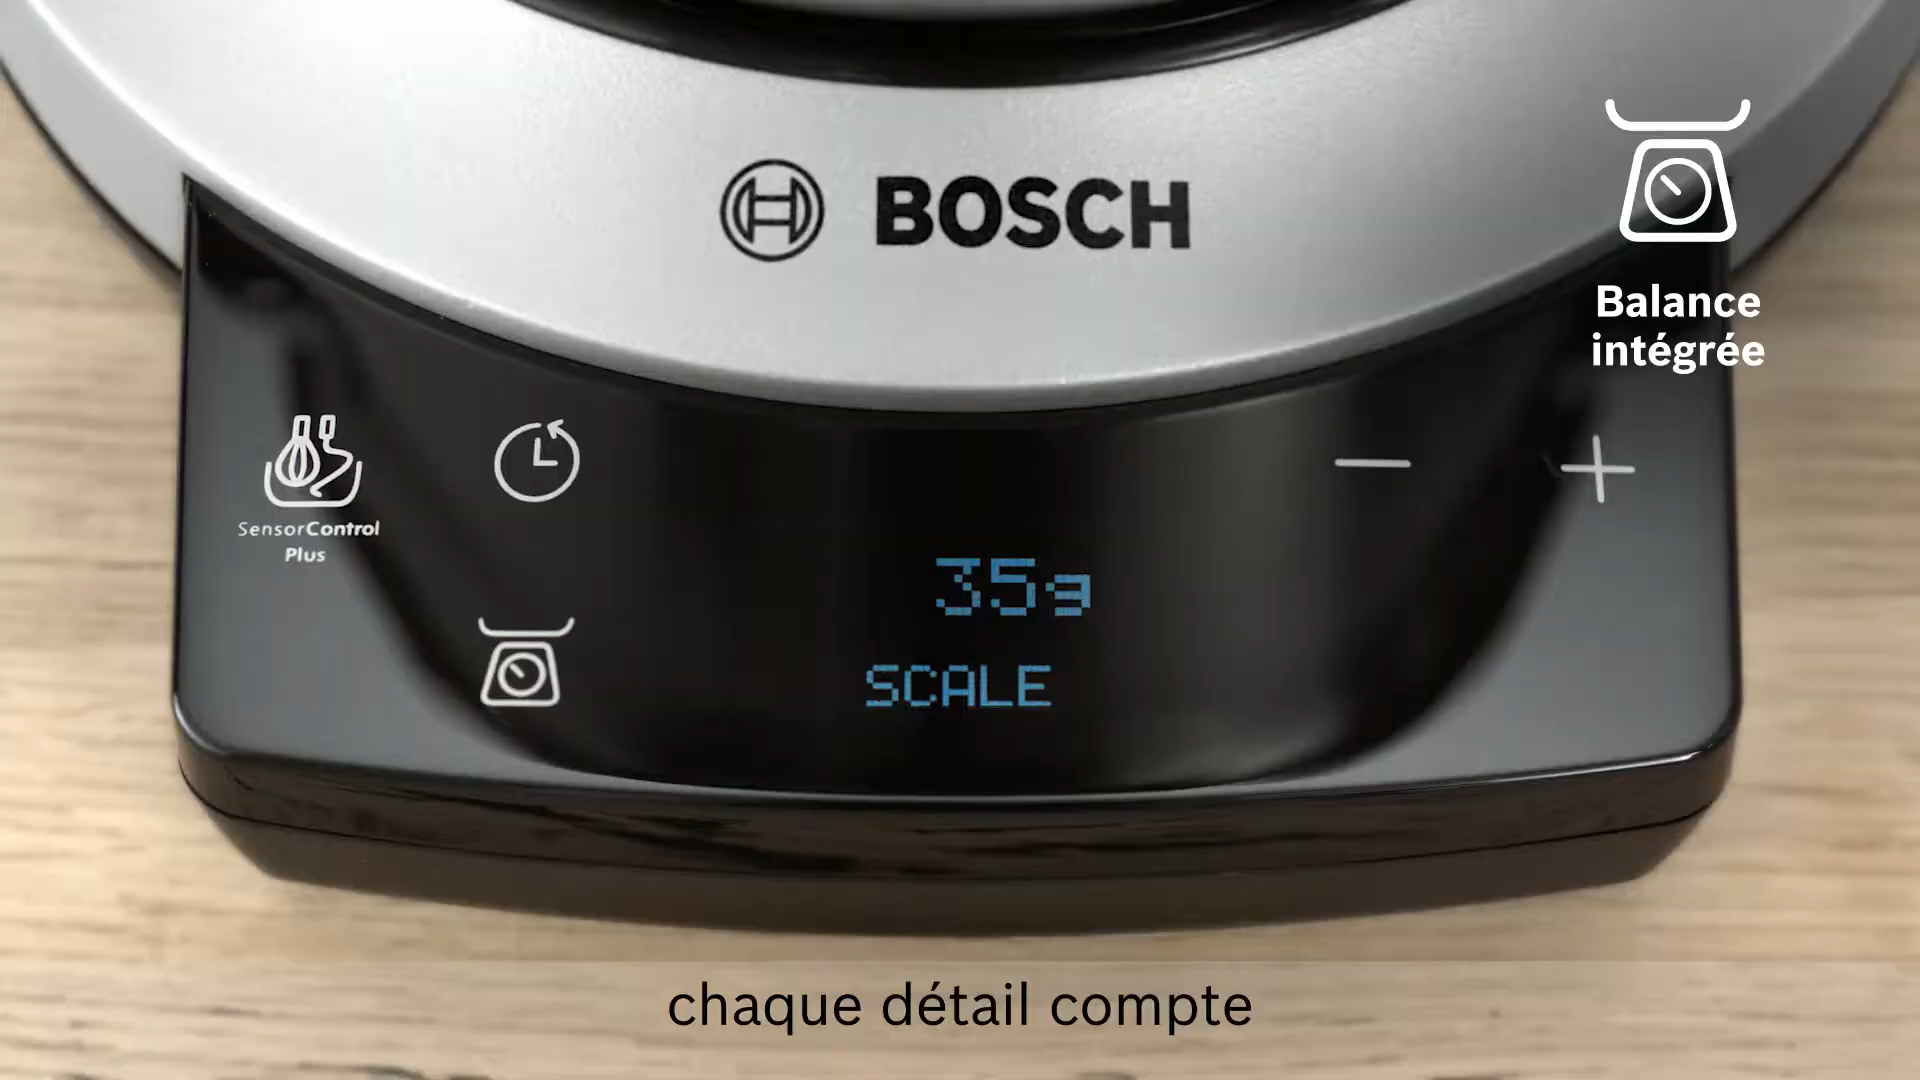 BOSCH
Balance
intégrée
SensorControl
Plus
35g
SCALE
chaque détail compte